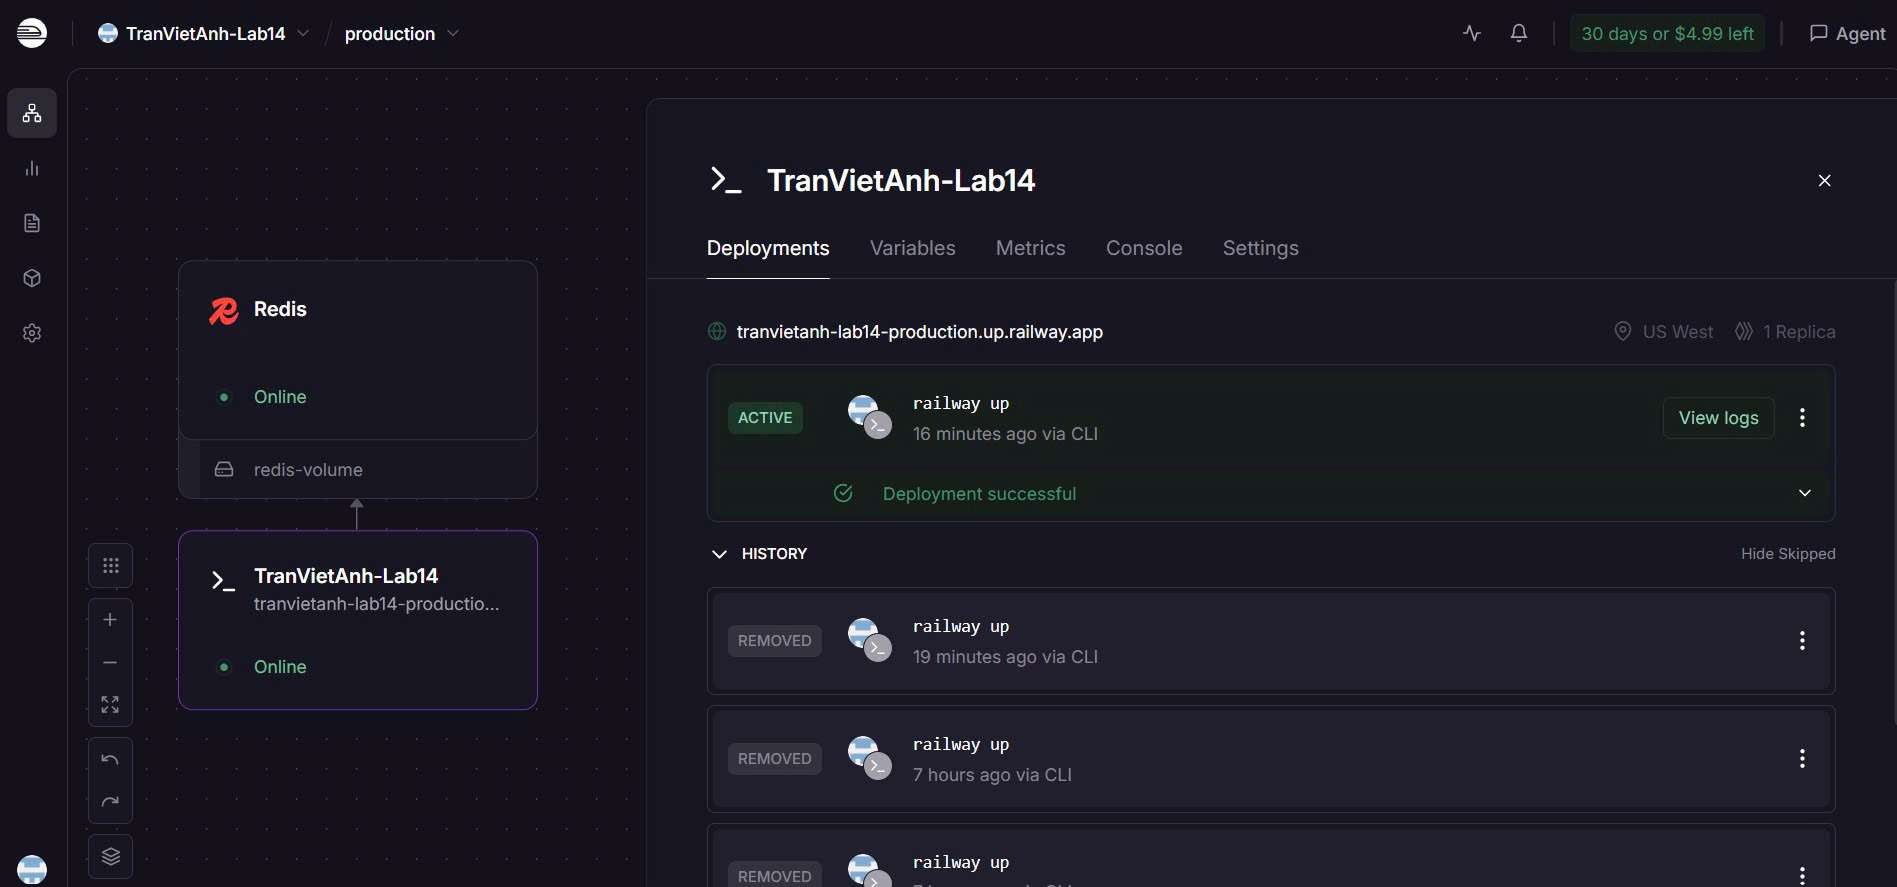 TranVietAnh-Lab14
production
30 days or $4.99 left
Agent
Redis
Online
redis-volume
TranVietAnh-Lab14
tranvietanh-lab14-productio...
Online
TranVietAnh-Lab14
Deployments
Variables
Metrics
Console
Settings
tranvietanh-lab14-production.up.railway.app
US West
1 Replica
ACTIVE
railway up
16 minutes ago via CLI
View logs
Deployment successful
HISTORY
Hide Skipped
REMOVED
railway up
19 minutes ago via CLI
REMOVED
railway up
7 hours ago via CLI
REMOVED
railway up